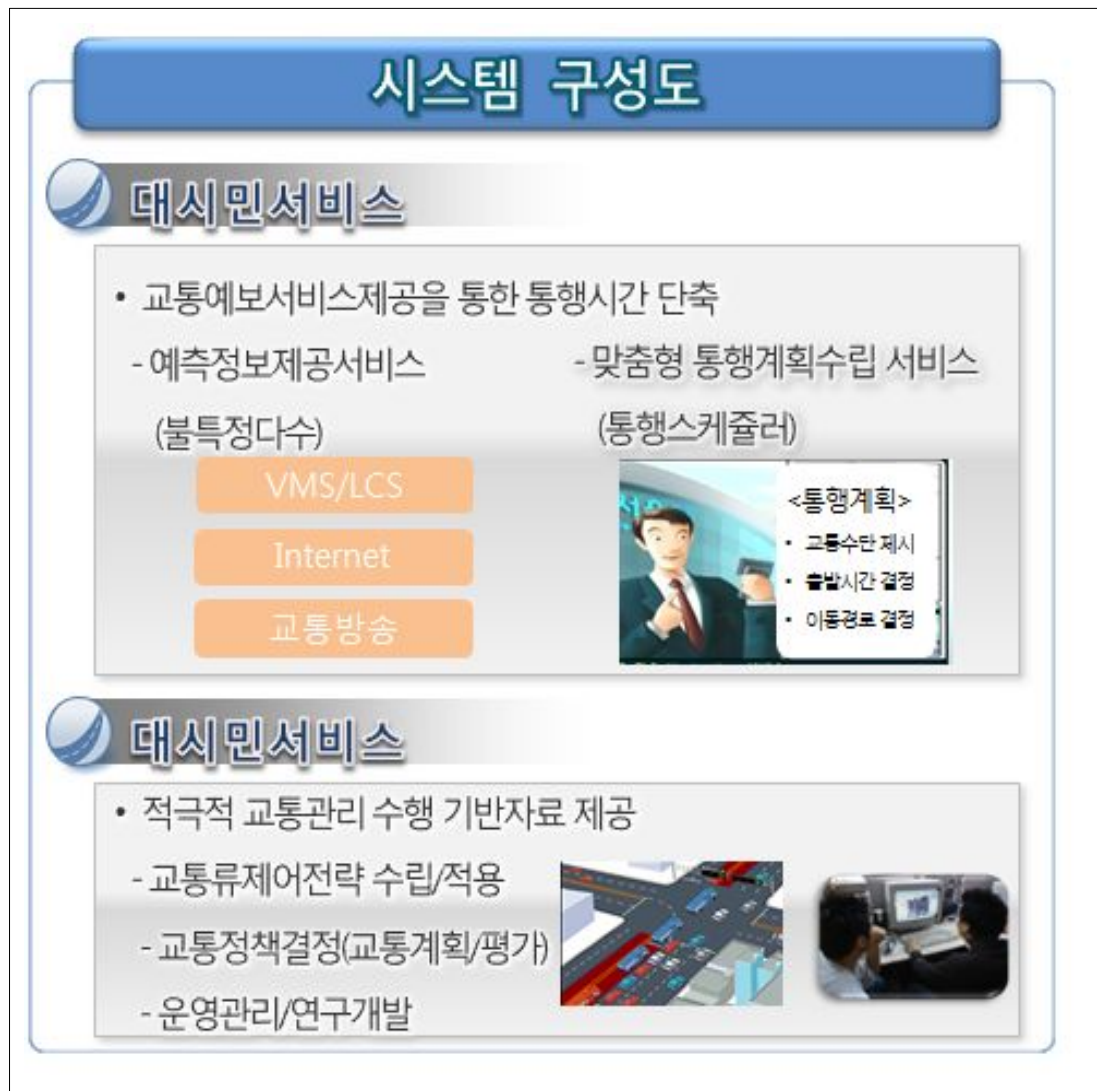 시스템 구성도
대시민서비스
• 교통예보서비스제공을 통한 통행시간 단축
- 예측정보제공서비스
(불특정다수)
VMS/LCS
Internet
교통방송
- 맞춤형 통행계획수립 서비스
(통행스케쥴러)
<통행계획>
• 교통수단 제시
• 출발시간 결정
• 이동경로 결정
대시민서비스
• 적극적 교통관리 수행 기반자료 제공
- 교통류제어전략 수립/적용
- 교통정책결정(교통계획/평가)
- 운영관리/연구개발